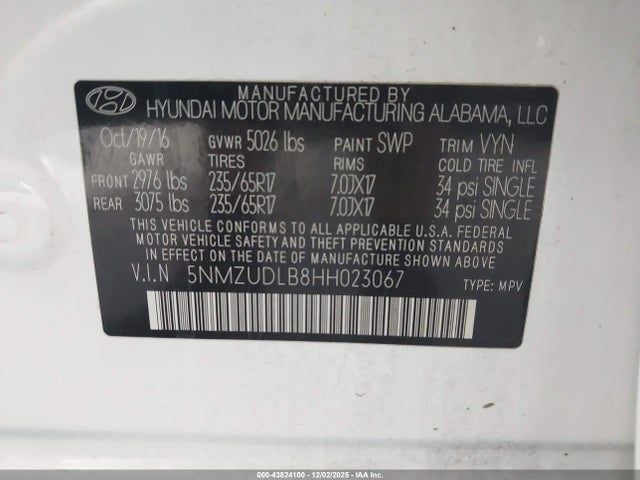 MANUFACTURED BY
HYUNDAI MOTOR MANUFACTURING ALABAMA, LLC
Oct/19/16 GVWR 5026 lbs PAINT SWP TRIM VYN
GAWR TIRES RIMS COLD TIRE INFL
FRONT 2976 lbs 235/65R17 7.0JX17 34 psi SINGLE
REAR 3075 lbs 235/65R17 7.0JX17 34 psi SINGLE
THIS VEHICLE CONFORMS TO ALL APPLICABLE U.S.A. FEDERAL
MOTOR VEHICLE SAFETY AND THEFT PREVENTION STANDARDS
IN EFFECT ON THE DATE OF MANUFACTURE SHOWN ABOVE.
V.I.N 5NMZUDLB8HH023067 TYPE: MPV
000-43824100 - 12/02/2025 - IAA Inc.